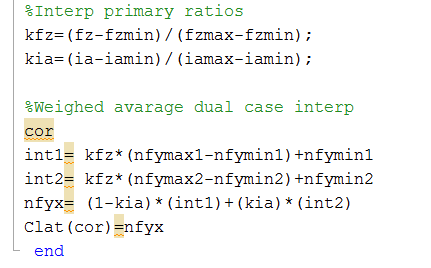 %Interp primary ratios
kfz=(fz-fzmin)/(fzmax-fzmin);
kia=(ia-iamin)/(iamax-iamin);
%Weighed avarage dual case interp
cor
int1= kfz*(nfymax1-nfymin1)+nfymin1
int2= kfz*(nfymax2-nfymin2)+nfymin2
nfyx= (1-kia)*(int1)+(kia)*(int2)
Clat(cor)=nfyx
end